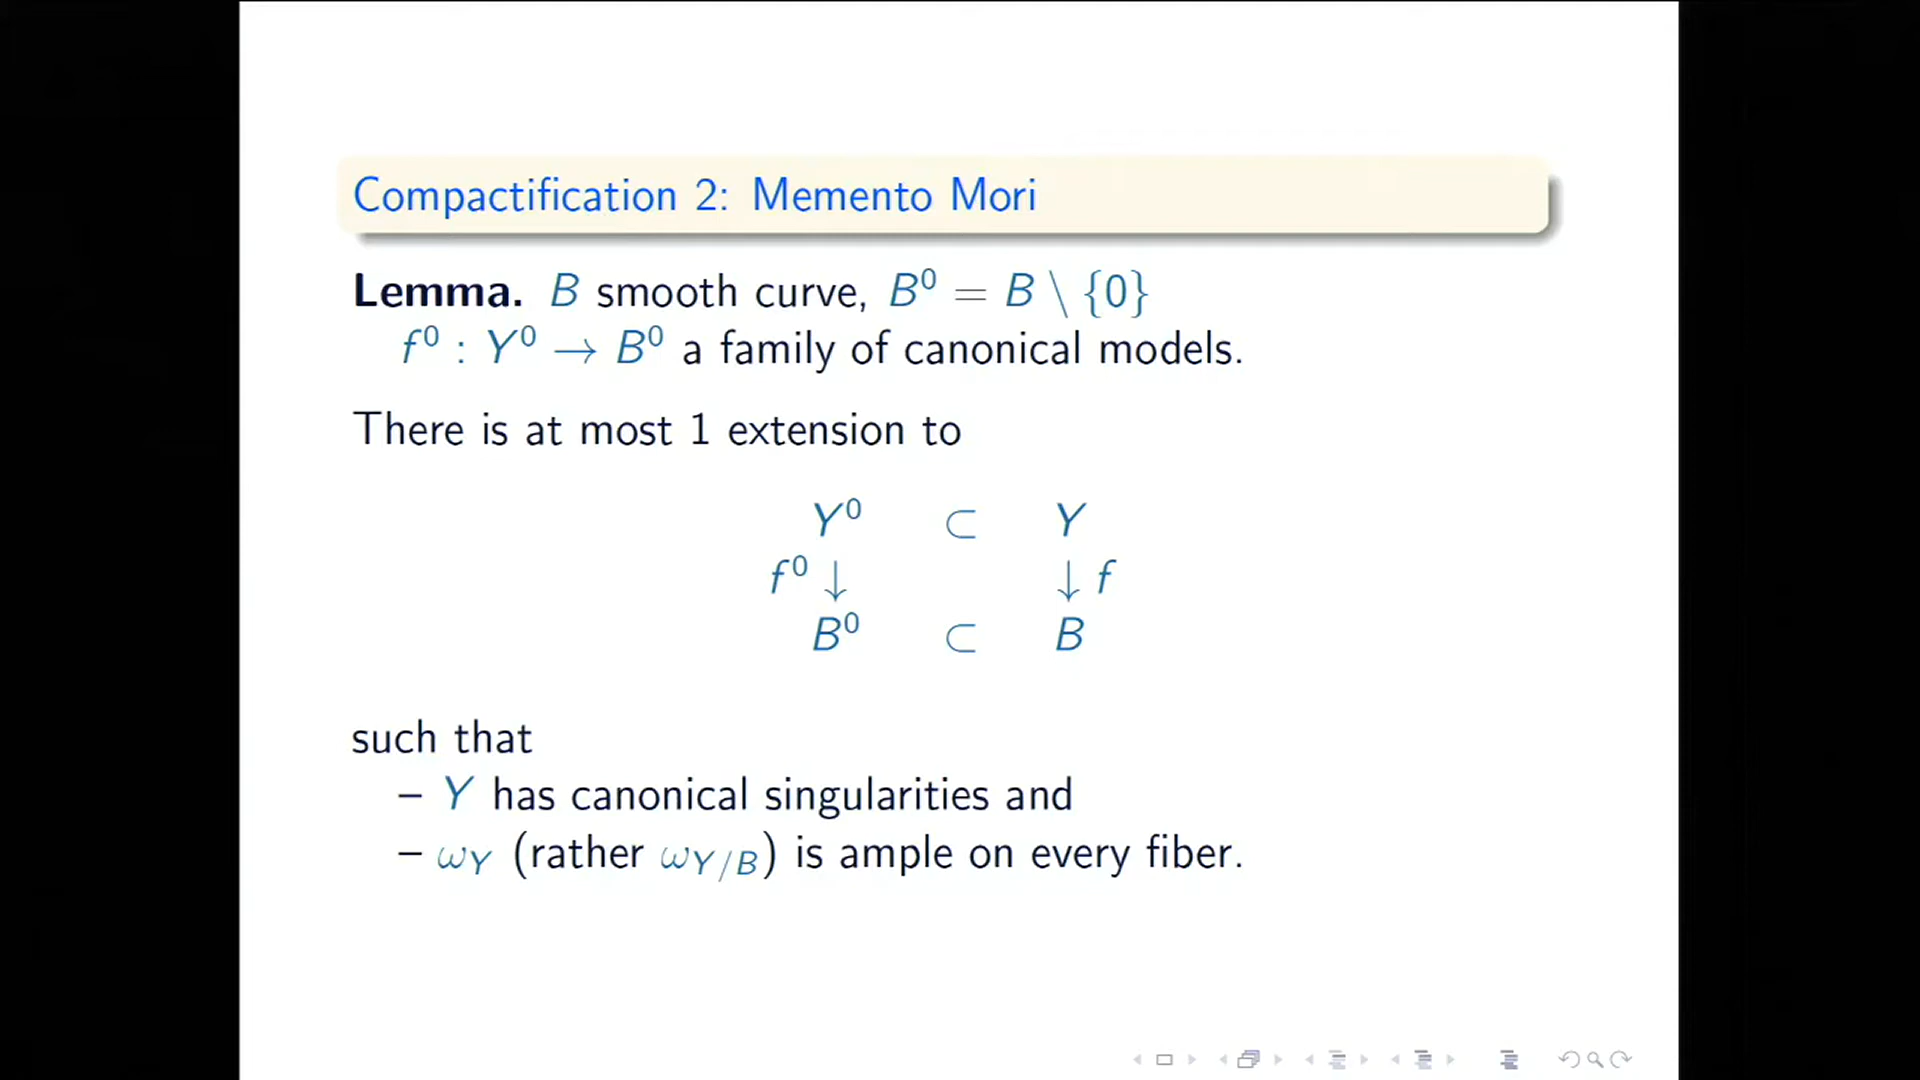 Compactification 2: Memento Mori
Lemma. B smooth curve, B⁰ = B \ {0}
f⁰ : Y⁰ → B⁰ a family of canonical models.
There is at most 1 extension to
Y⁰ ⊂ Y
f⁰ ↓ ↓ f
B⁰ ⊂ B
such that
– Y has canonical singularities and
– ω_Y (rather ω_{Y/B}) is ample on every fiber.